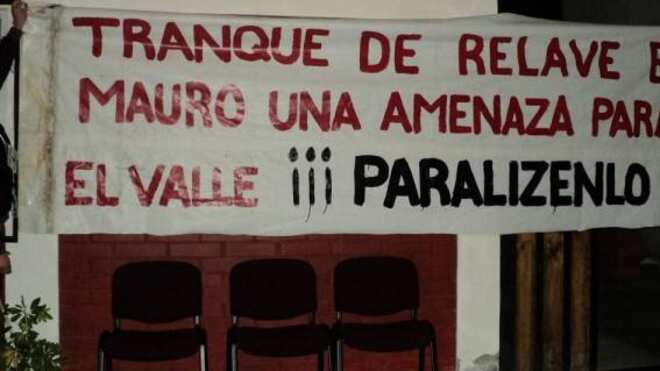 TRANQUE DE RELAVE E
MAURO UNA AMENAZA PARA
EL VALLE ¡¡¡ PARALIZENLO